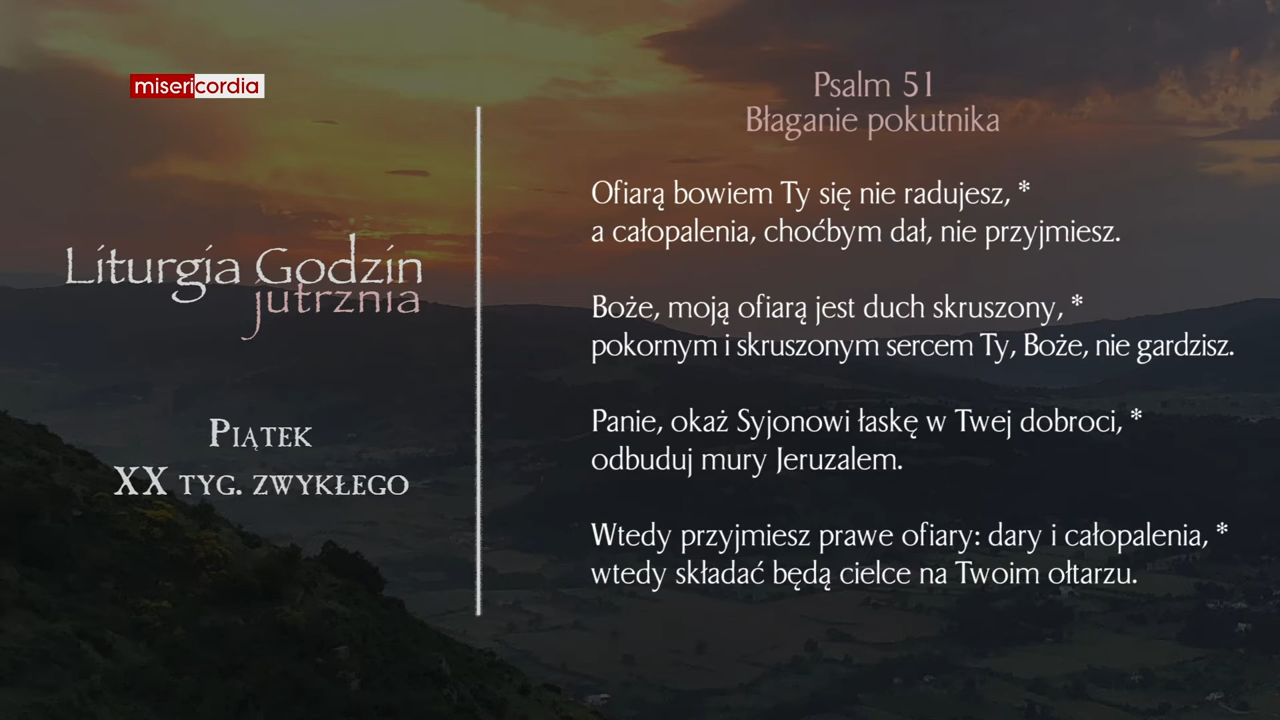 misericordia
Liturgia Godzin
jutrznia
Piątek
XX tyg. zwykłego
Psalm 51
Błaganie pokutnika
Ofiarą bowiem Ty się nie radujesz, *
a całopalenia, choćbym dał, nie przyjmiesz.
Boże, moją ofiarą jest duch skruszony, *
pokornym i skruszonym sercem Ty, Boże, nie gardzisz.
Panie, okaż Syjonowi łaskę w Twej dobroci, *
odbuduj mury Jeruzalem.
Wtedy przyjmiesz prawe ofiary: dary i całopalenia, *
wtedy składać będą cielce na Twoim ołtarzu.